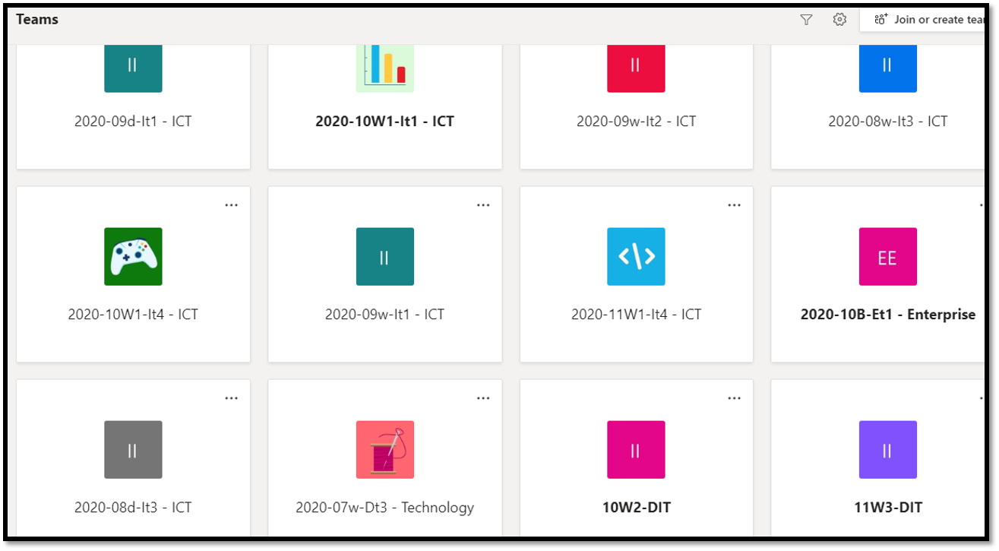 Teams
Join or create tea
II
II
II
2020-09d-It1 - ICT
2020-10W1-It1 - ICT
2020-09w-It2 - ICT
2020-08w-It3 - ICT
II
EE
2020-10W1-It4 - ICT
2020-09w-It1 - ICT
2020-11W1-It4 - ICT
2020-10B-Et1 - Enterprise
II
II
II
2020-08d-It3 - ICT
2020-07w-Dt3 - Technology
10W2-DIT
11W3-DIT